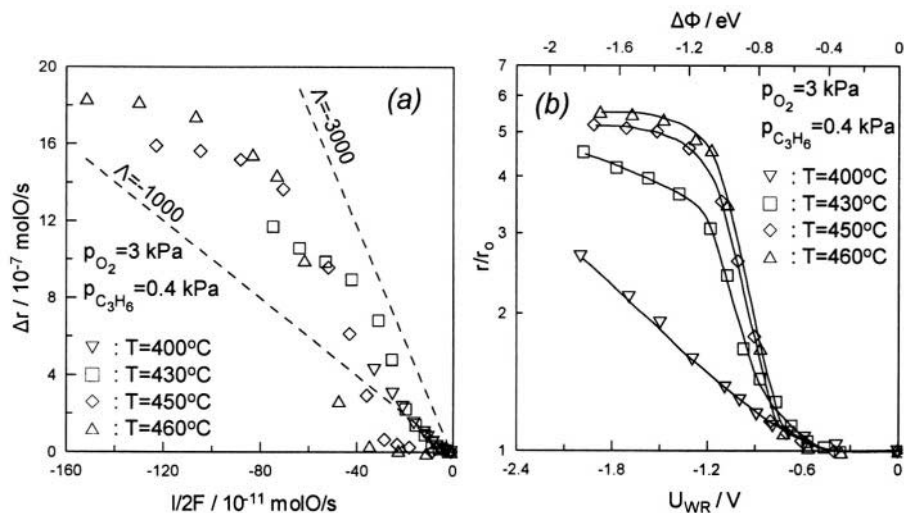 (a)
20
16
12
8
4
0
Δr / 10⁻⁷ molO/s
Λ=-3000
Λ=-1000
p_O₂=3 kPa
p_C₃H₆=0.4 kPa
▽ : T=400°C
□ : T=430°C
◇ : T=450°C
△ : T=460°C
-160 -120 -80 -40 0
I/2F / 10⁻¹¹ molO/s
ΔΦ / eV
-2 -1.6 -1.2 -0.8 -0.4 0
(b)
7
6
5
4
3
2
1
r/r_o
p_O₂=3 kPa
p_C₃H₆=0.4 kPa
▽ : T=400°C
□ : T=430°C
◇ : T=450°C
△ : T=460°C
-2.4 -1.8 -1.2 -0.6 0
U_WR / V